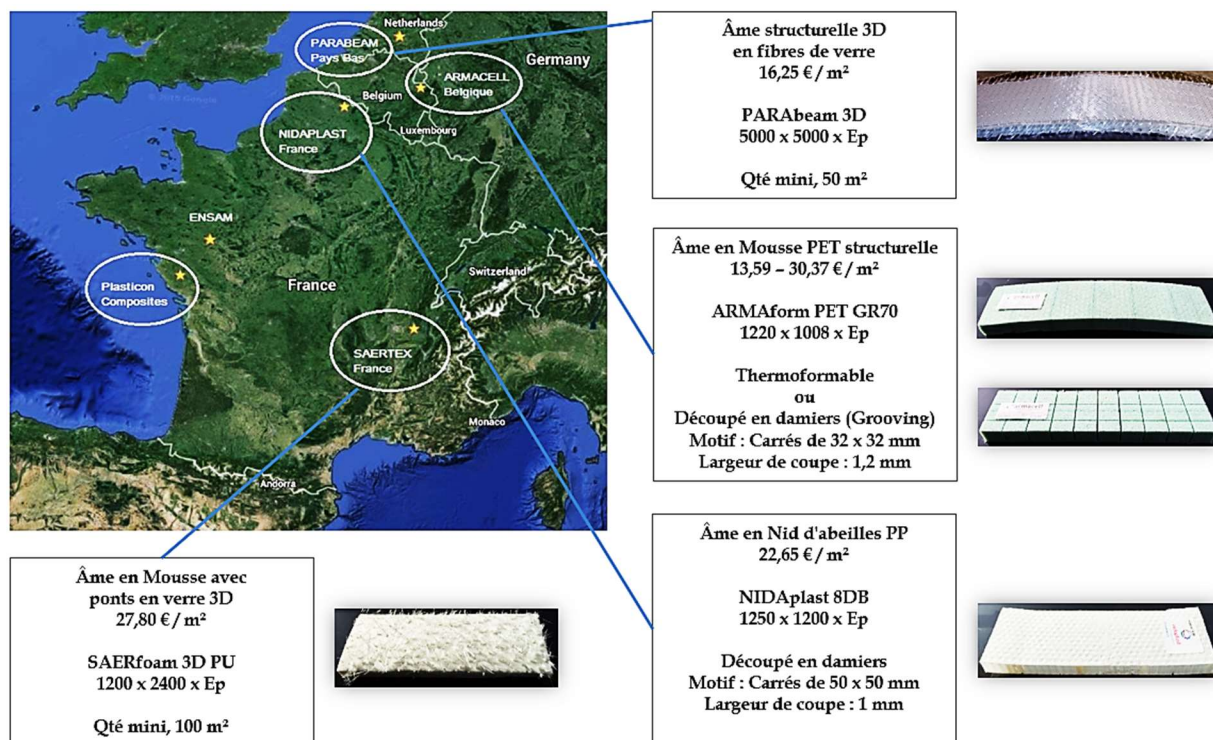 Netherlands
PARABEAM
Pays Bas
Germany
ARMACELL
Belgique
Belgium
NIDAPLAST
France
Luxembourg
ENSAM
Plasticon
Composites
France
Switzerland
SAERTEX
France
Monaco
Andorra
Âme structurelle 3D
en fibres de verre
16,25 € / m²
PARAbeam 3D
5000 x 5000 x Ep
Qté mini, 50 m²
Âme en Mousse PET structurelle
13,59 – 30,37 € / m²
ARMAform PET GR70
1220 x 1008 x Ep
Thermoformable
ou
Découpé en damiers (Grooving)
Motif : Carrés de 32 x 32 mm
Largeur de coupe : 1,2 mm
Âme en Nid d'abeilles PP
22,65 € / m²
NIDAplast 8DB
1250 x 1200 x Ep
Découpé en damiers
Motif : Carrés de 50 x 50 mm
Largeur de coupe : 1 mm
Âme en Mousse avec
ponts en verre 3D
27,80 € / m²
SAERfoam 3D PU
1200 x 2400 x Ep
Qté mini, 100 m²